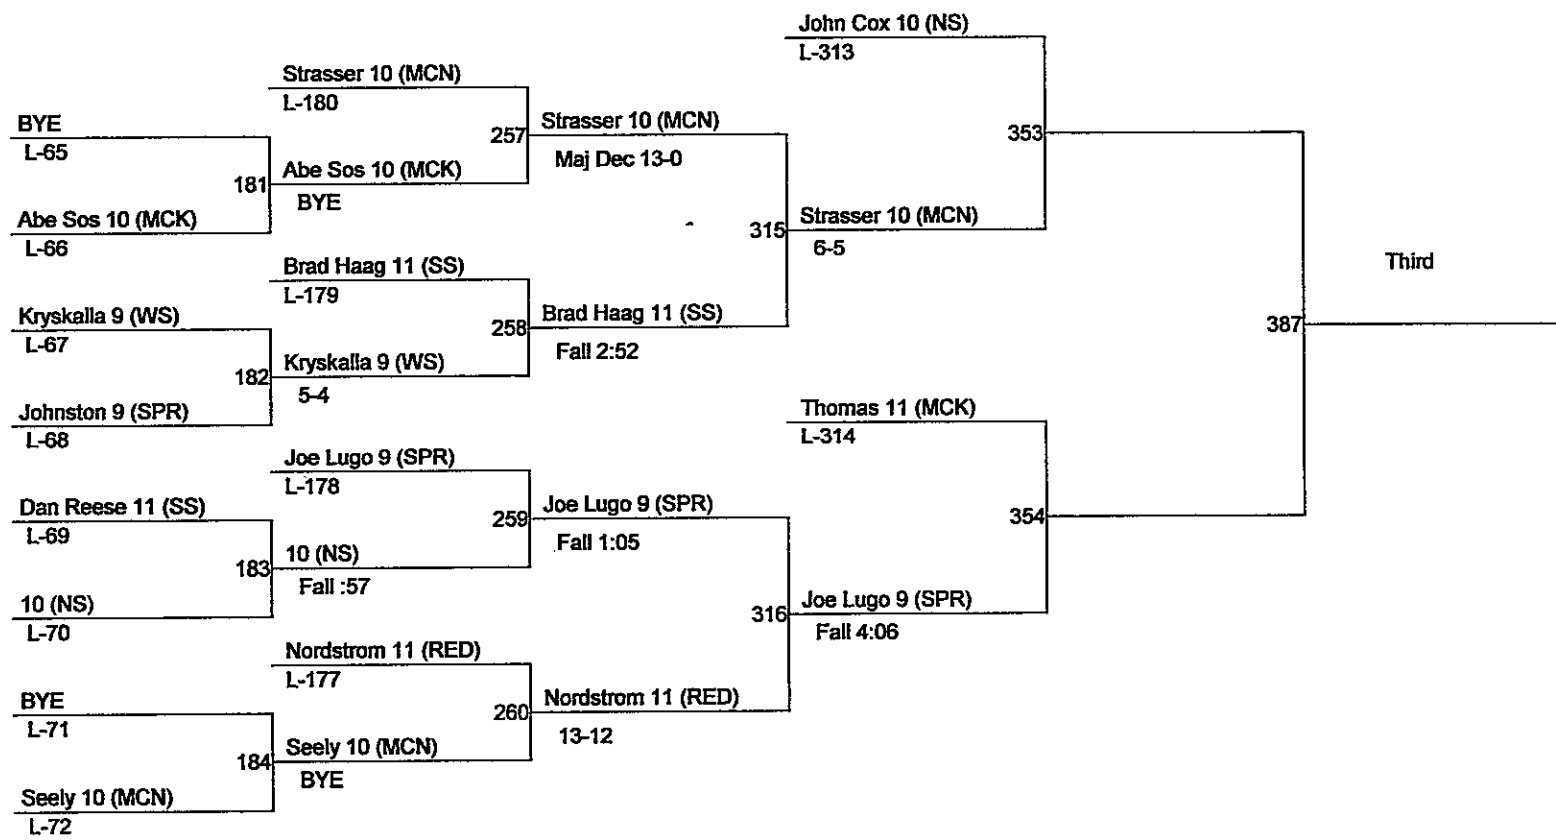 John Cox 10 (NS)
L-313
Strasser 10 (MCN)
L-180
BYE
L-65
257
Strasser 10 (MCN)
Maj Dec 13-0
353
181
Abe Sos 10 (MCK)
BYE
Abe Sos 10 (MCK)
L-66
315
Strasser 10 (MCN)
6-5
Third
Brad Haag 11 (SS)
L-179
Kryskalla 9 (WS)
L-67
258
Brad Haag 11 (SS)
Fall 2:52
387
182
Kryskalla 9 (WS)
5-4
Johnston 9 (SPR)
L-68
Thomas 11 (MCK)
L-314
Joe Lugo 9 (SPR)
L-178
Dan Reese 11 (SS)
L-69
259
Joe Lugo 9 (SPR)
Fall 1:05
354
183
10 (NS)
Fall :57
10 (NS)
L-70
316
Joe Lugo 9 (SPR)
Fall 4:06
Nordstrom 11 (RED)
L-177
BYE
L-71
260
Nordstrom 11 (RED)
13-12
184
Seely 10 (MCN)
BYE
Seely 10 (MCN)
L-72